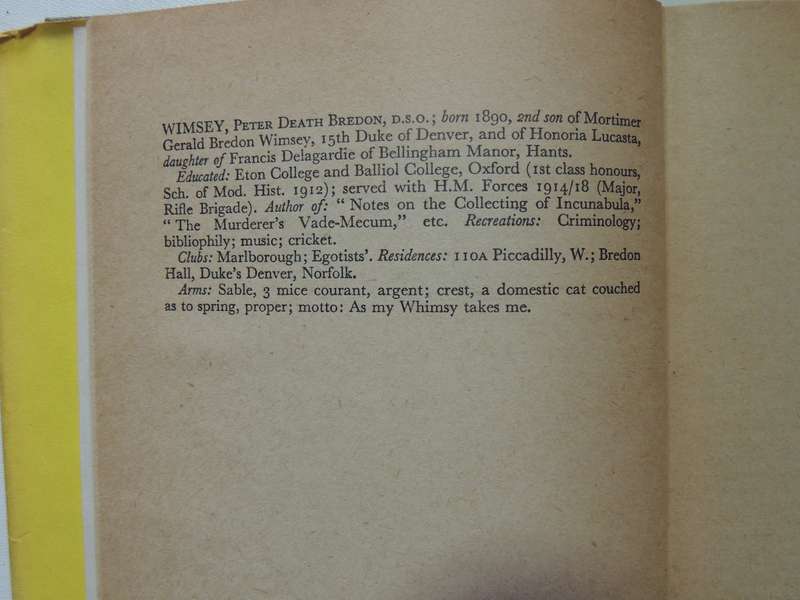 WIMSEY, PETER DEATH BREDON, D.S.O.; born 1890, 2nd son of Mortimer
Gerald Bredon Wimsey, 15th Duke of Denver, and of Honoria Lucasta,
daughter of Francis Delagardie of Bellingham Manor, Hants.
Educated: Eton College and Balliol College, Oxford (1st class honours,
Sch. of Mod. Hist. 1912); served with H.M. Forces 1914/18 (Major,
Rifle Brigade). Author of: “ Notes on the Collecting of Incunabula,”
“ The Murderer’s Vade-Mecum,” etc. Recreations: Criminology;
bibliophily; music; cricket.
Clubs: Marlborough; Egotists’. Residences: 110A Piccadilly, W.; Bredon
Hall, Duke’s Denver, Norfolk.
Arms: Sable, 3 mice courant, argent; crest, a domestic cat couched
as to spring, proper; motto: As my Whimsy takes me.